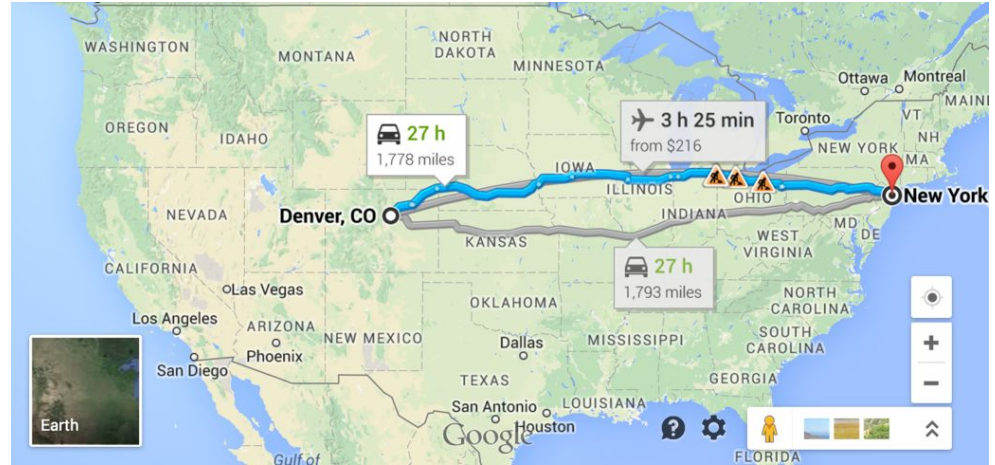 WASHINGTON
MONTANA
NORTH
DAKOTA
MINNESOTA
Ottawa
Montreal
MAIN
OREGON
IDAHO
27 h
1,778 miles
3 h 25 min
from $216
Toronto
VT
NH
NEW YORK
MA
IOWA
ILLINOIS
OHIO
New York
NEVADA
Denver, CO
INDIANA
KANSAS
WEST
VIRGINIA
MD
DE
27 h
1,793 miles
CALIFORNIA
Las Vegas
Los Angeles
ARIZONA
NEW MEXICO
OKLAHOMA
NORTH
CAROLINA
Phoenix
San Diego
Dallas
MISSISSIPPI
SOUTH
CAROLINA
TEXAS
GEORGIA
San Antonio
LOUISIANA
Houston
Earth
Google
Gulf of
FLORIDA